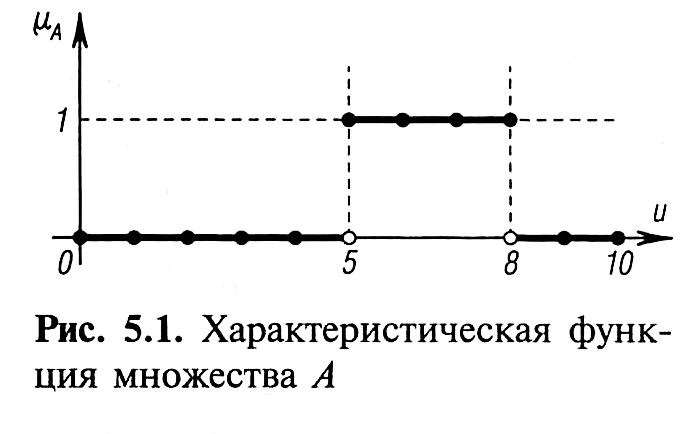 μA
1
u
0 5 8 10
Рис. 5.1. Характеристическая функ-
ция множества A